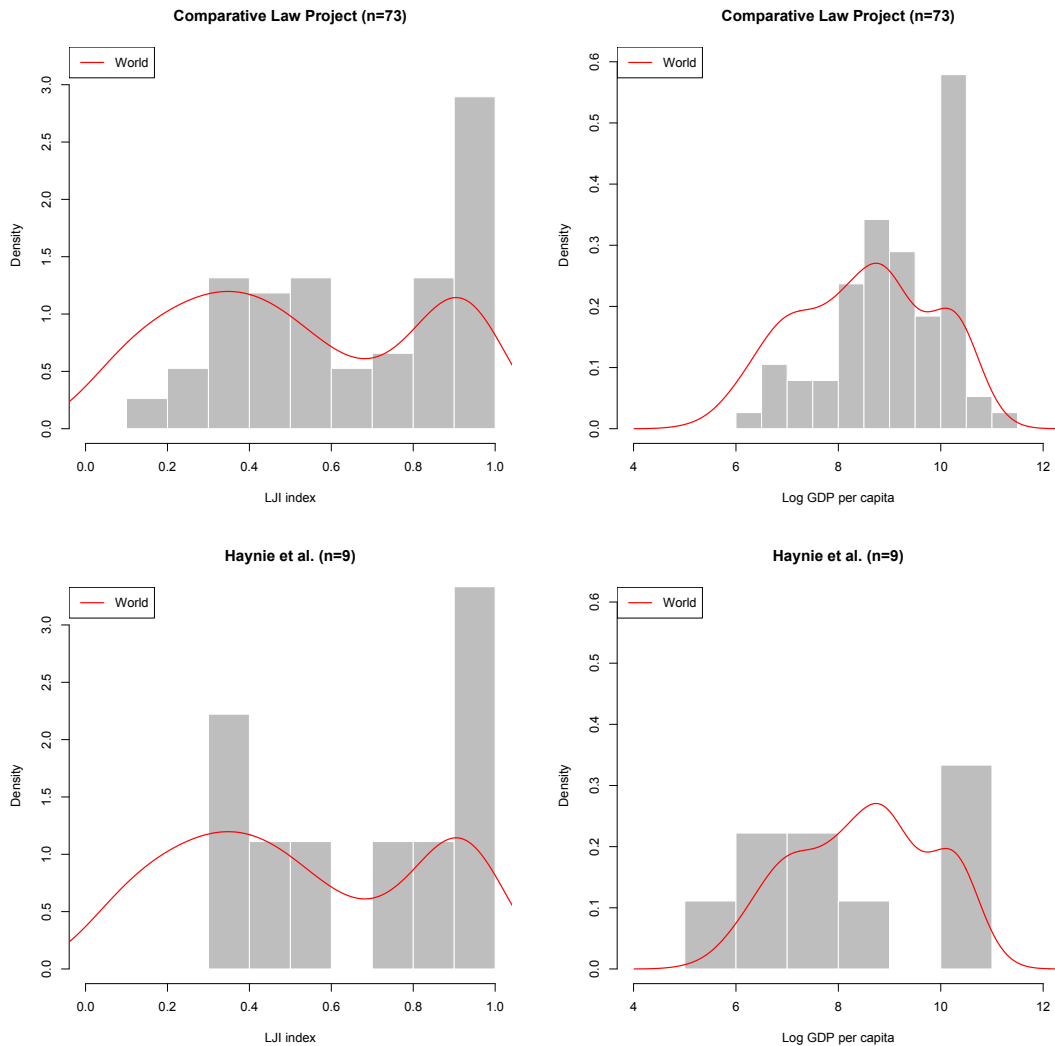 Comparative Law Project (n=73)
World
Density
0.0 0.5 1.0 1.5 2.0 2.5 3.0
0.0 0.2 0.4 0.6 0.8 1.0
LJI index
Comparative Law Project (n=73)
World
Density
0.0 0.1 0.2 0.3 0.4 0.5 0.6
4 6 8 10 12
Log GDP per capita
Haynie et al. (n=9)
World
Density
0.0 0.5 1.0 1.5 2.0 2.5 3.0
0.0 0.2 0.4 0.6 0.8 1.0
LJI index
Haynie et al. (n=9)
World
Density
0.0 0.1 0.2 0.3 0.4 0.5 0.6
4 6 8 10 12
Log GDP per capita